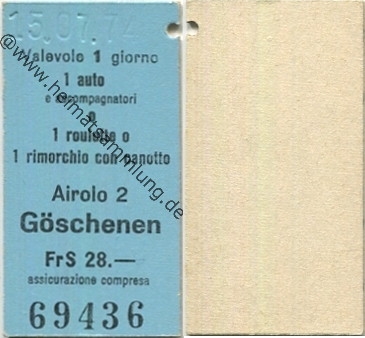 15.07.74
Valevole 1 giorno
1 auto
e accompagnatori
o
1 roulotte o
1 rimorchio con canotto
Airolo 2
Göschenen
FrS 28.—
assicurazione compresa
69436
@www.heimatsammlung.de